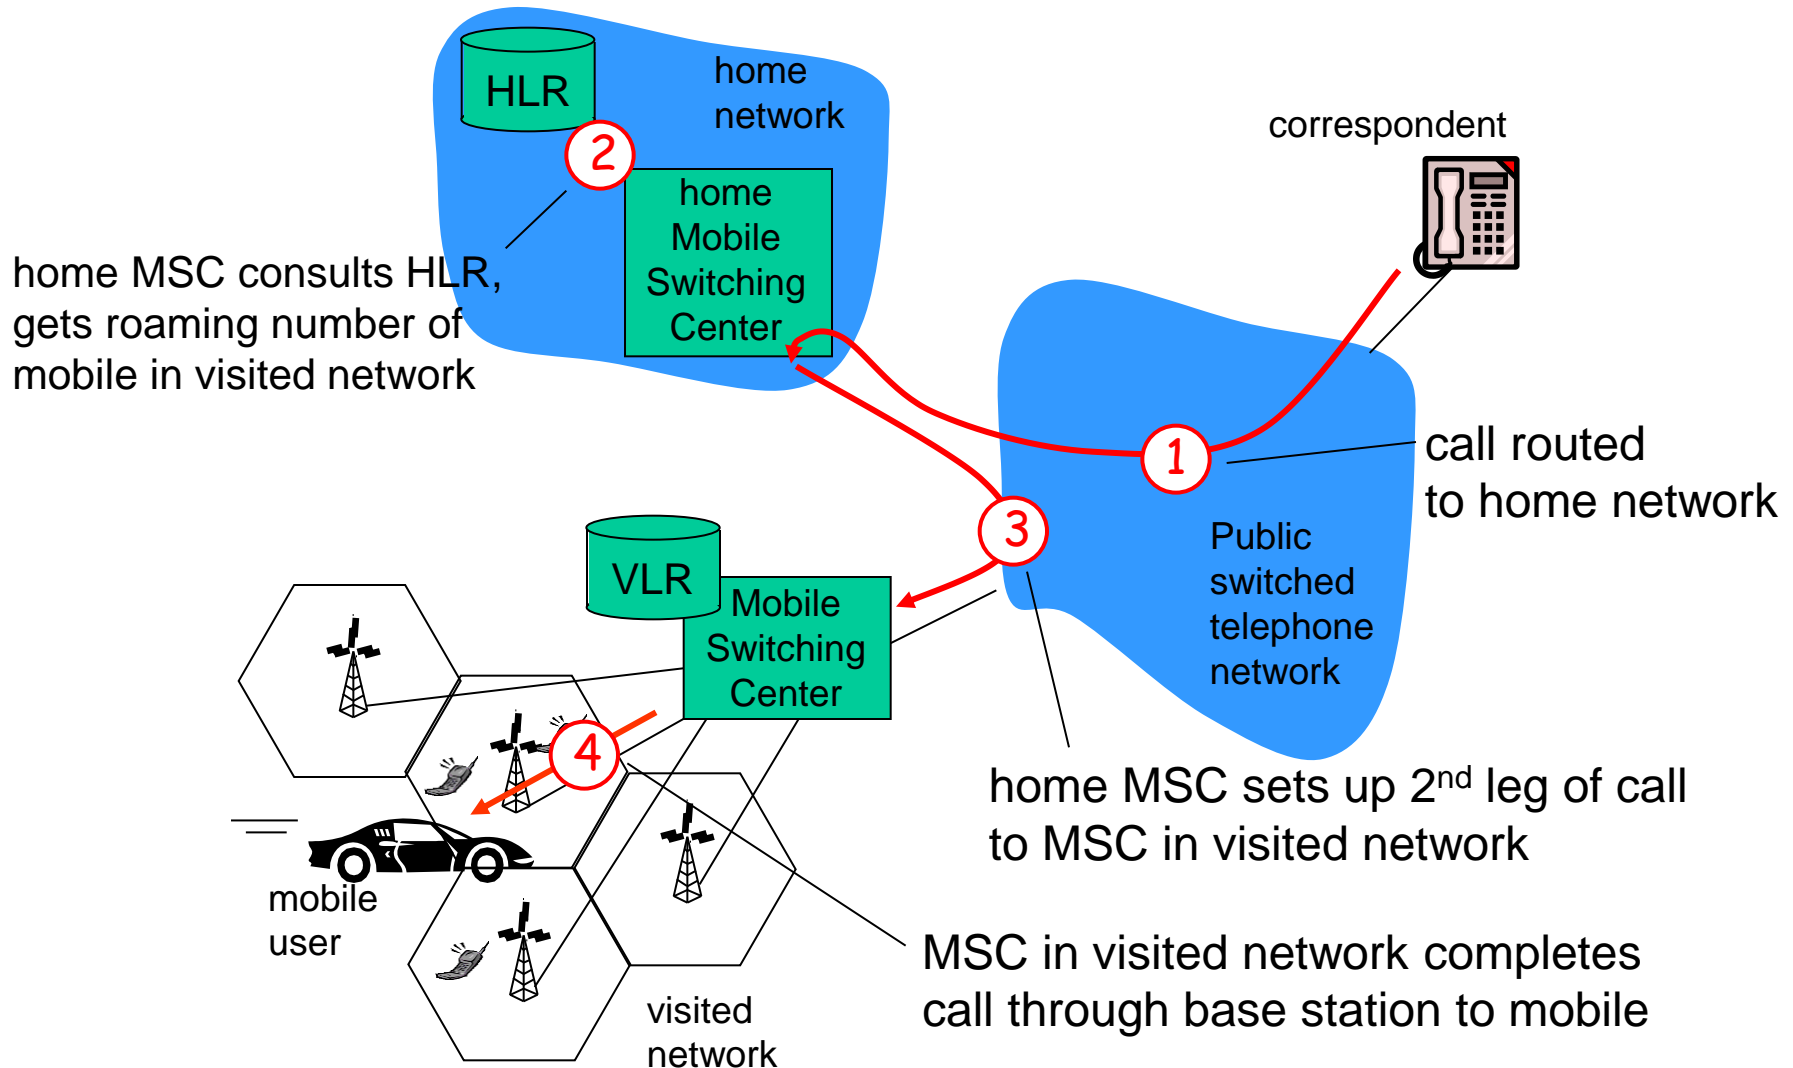 HLR
home
network
2
correspondent
home
Mobile
Switching
Center
home MSC consults HLR,
gets roaming number of
mobile in visited network
1
call routed
to home network
3
Public
switched
telephone
network
VLR
Mobile
Switching
Center
4
home MSC sets up 2nd leg of call
to MSC in visited network
mobile
user
MSC in visited network completes
call through base station to mobile
visited
network